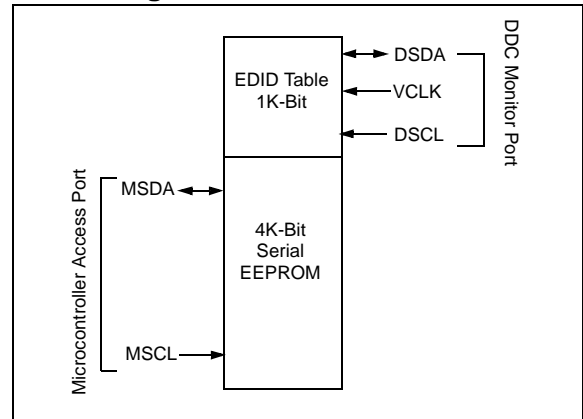 EDID Table
1K-Bit
DSDA
VCLK
DSCL
DDC Monitor Port
Microcontroller Access Port
MSDA
4K-Bit
Serial
EEPROM
MSCL